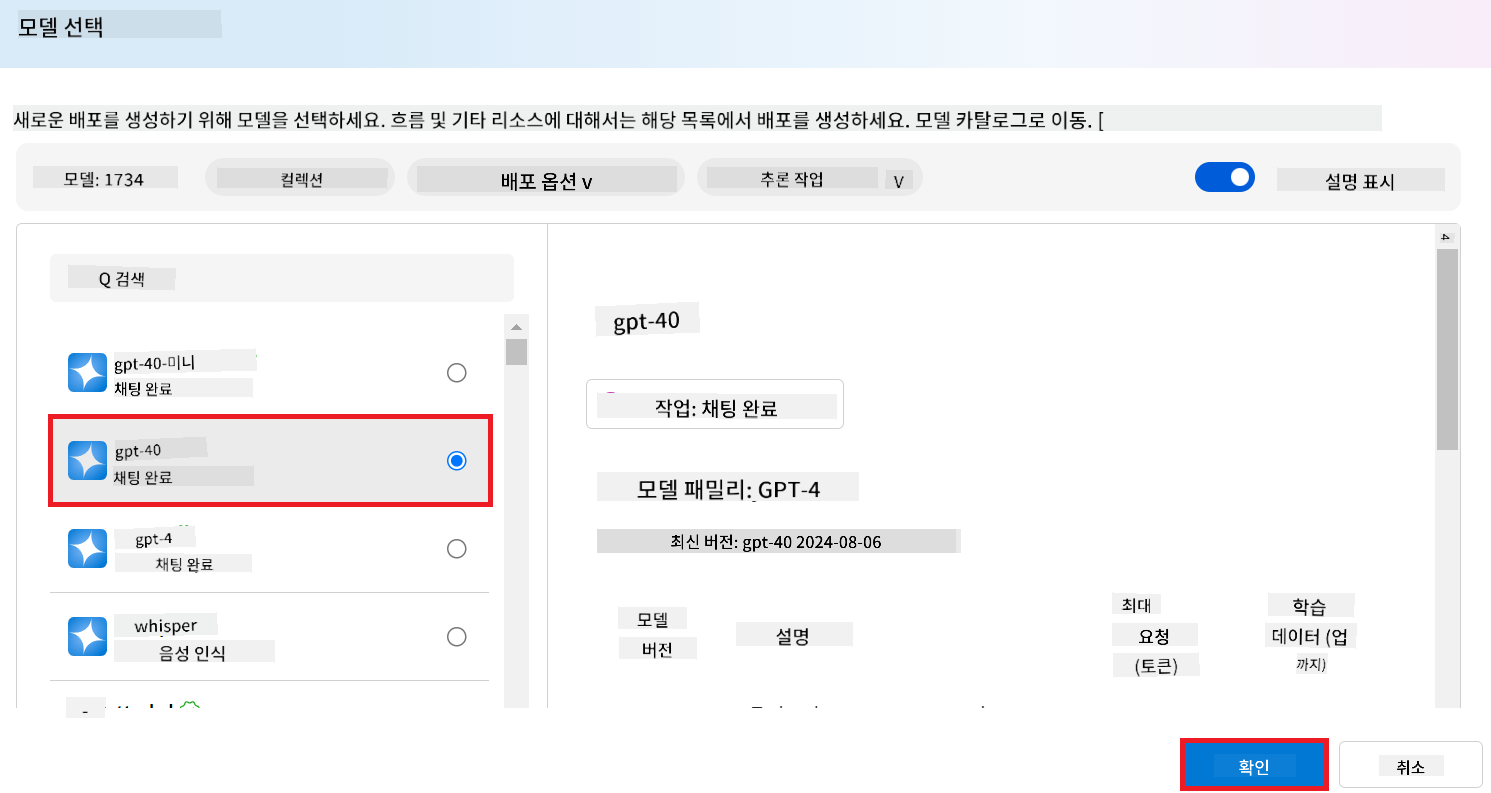 모델 선택
새로운 배포를 생성하기 위해 모델을 선택하세요. 흐름 및 기타 리소스에 대해서는 해당 목록에서 배포를 생성하세요. 모델 카탈로그로 이동. [
모델: 1734 컬렉션 배포 옵션 v 추론 작업 V 설명 표시
Q 검색
gpt-40-미니
채팅 완료
gpt-40
채팅 완료
gpt-4
채팅 완료
whisper
음성 인식
gpt-40
작업: 채팅 완료
모델 패밀리: GPT-4
최신 버전: gpt-40 2024-08-06
모델
버전
설명
최대
요청
(토큰)
학습
데이터 (업
까지)
확인 취소